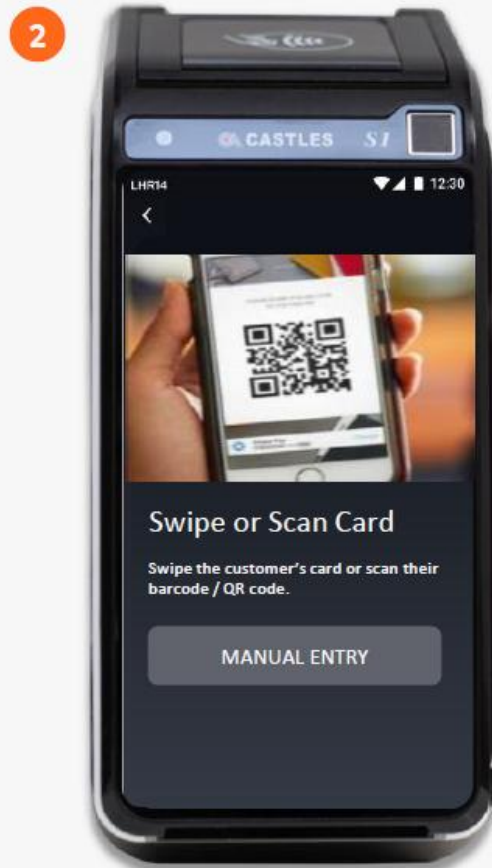 2
CASTLES S1
LHR14 12:30
Swipe or Scan Card
Swipe the customer's card or scan their
barcode / QR code.
MANUAL ENTRY